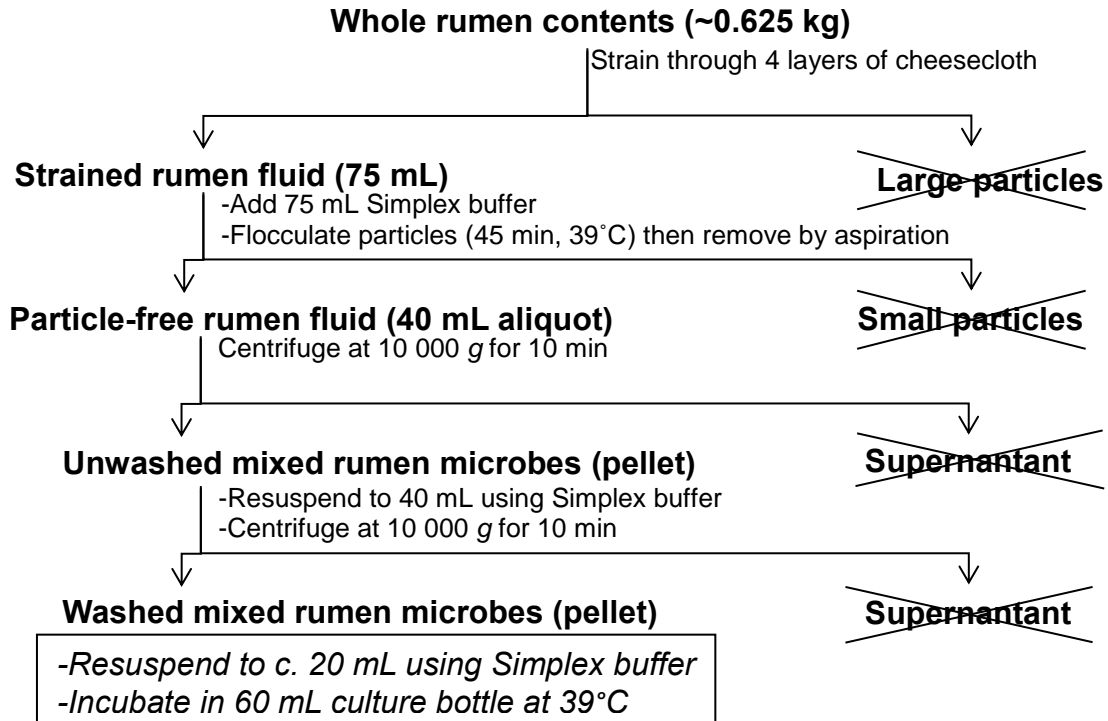 Whole rumen contents (~0.625 kg)
Strain through 4 layers of cheesecloth
Strained rumen fluid (75 mL)
Large particles
-Add 75 mL Simplex buffer
-Flocculate particles (45 min, 39˚C) then remove by aspiration
Particle-free rumen fluid (40 mL aliquot)
Small particles
Centrifuge at 10 000 g for 10 min
Unwashed mixed rumen microbes (pellet)
Supernantant
-Resuspend to 40 mL using Simplex buffer
-Centrifuge at 10 000 g for 10 min
Washed mixed rumen microbes (pellet)
Supernantant
-Resuspend to c. 20 mL using Simplex buffer
-Incubate in 60 mL culture bottle at 39°C